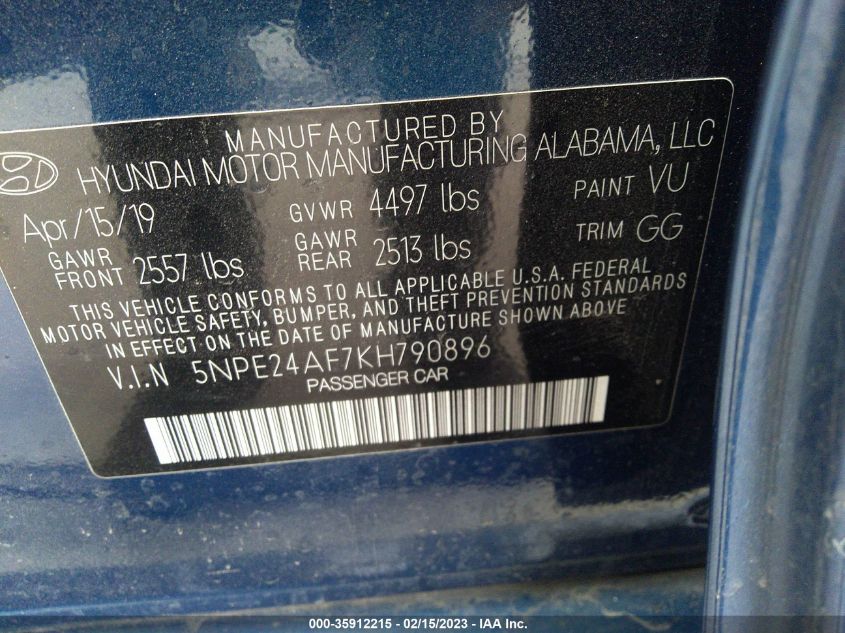 MANUFACTURED BY
HYUNDAI MOTOR MANUFACTURING ALABAMA, LLC
Apr/15/19 GVWR 4497 lbs PAINT VU
GAWR FRONT 2557 lbs GAWR REAR 2513 lbs TRIM GG
THIS VEHICLE CONFORMS TO ALL APPLICABLE U.S.A. FEDERAL
MOTOR VEHICLE SAFETY, BUMPER, AND THEFT PREVENTION STANDARDS
IN EFFECT ON THE DATE OF MANUFACTURE SHOWN ABOVE
V.I.N 5NPE24AF7KH790896
PASSENGER CAR
000-35912215 - 02/15/2023 - IAA Inc.